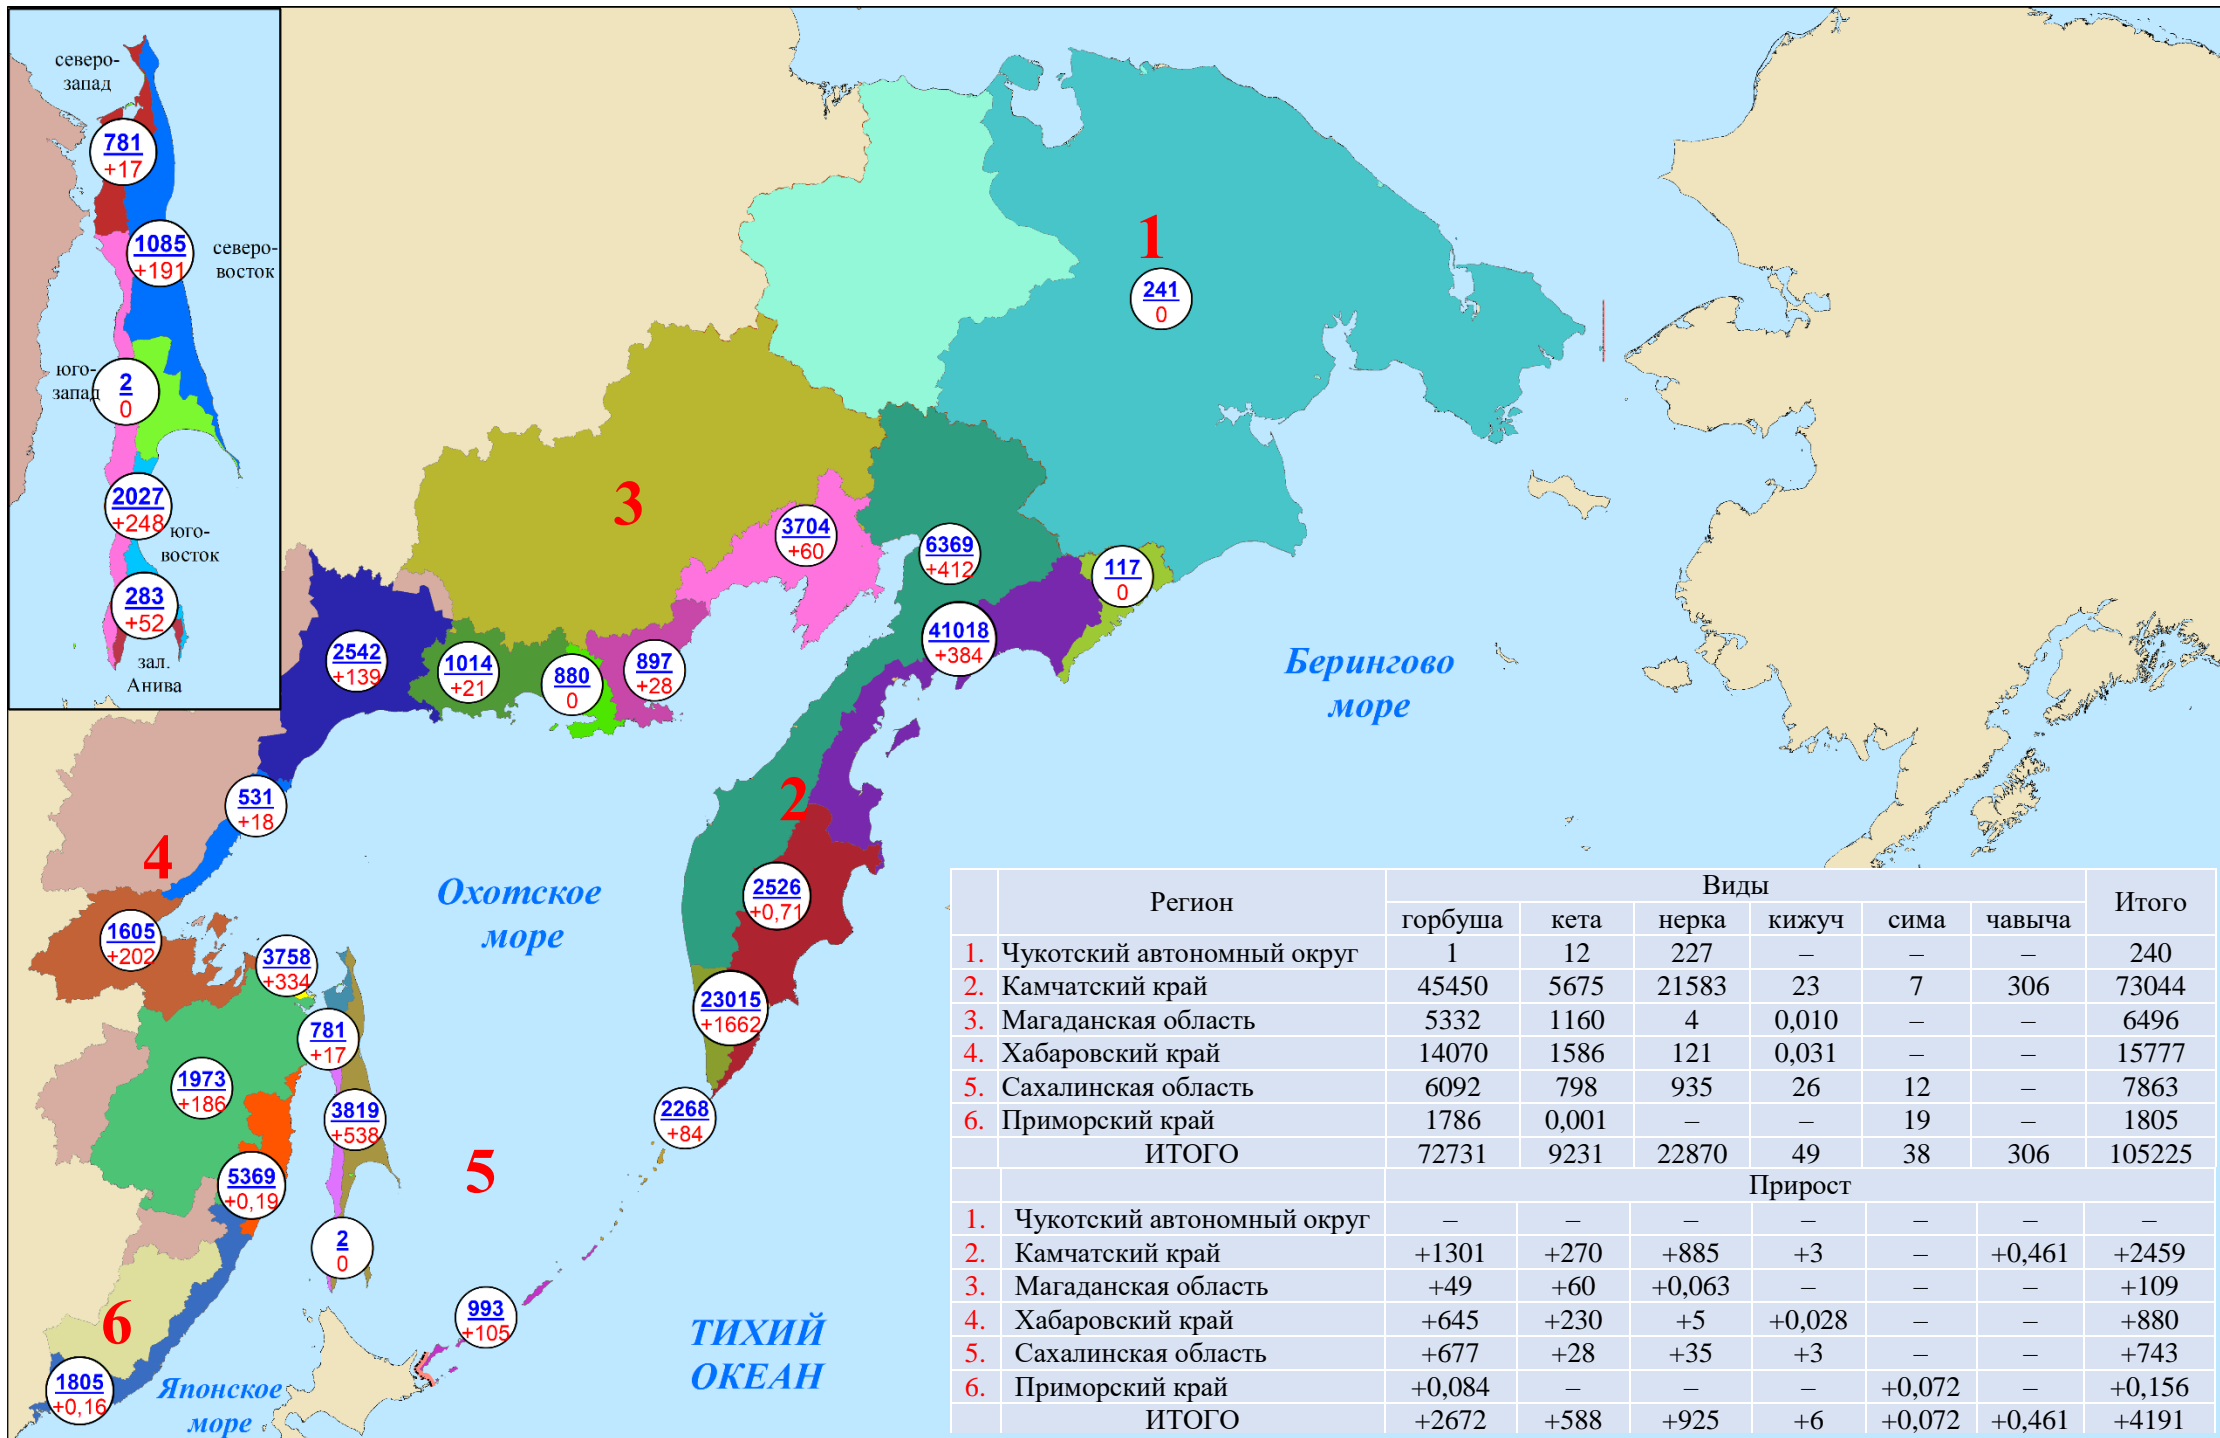 северо-
запад
781
+17
1085
+191
северо-
восток
юго-
запад
2
0
2027
+248
юго-
восток
283
+52
зал.
Анива
1
241
0
3
3704
+60
6369
+412
117
0
41018
+384
2542
+139
1014
+21
880
0
897
+28
Берингово
море
531
+18
4
2
Охотское
море
2526
+0,71
1605
+202
3758
+334
23015
+1662
781
+17
1973
+186
3819
+538
2268
+84
5
5369
+0,19
2
0
6
993
+105
ТИХИЙ
ОКЕАН
1805
+0,16
Японское
море
Регион Виды Итого
горбуша кета нерка кижуч сима чавыча
1. Чукотский автономный округ 1 12 227 – – – 240
2. Камчатский край 45450 5675 21583 23 7 306 73044
3. Магаданская область 5332 1160 4 0,010 – – 6496
4. Хабаровский край 14070 1586 121 0,031 – – 15777
5. Сахалинская область 6092 798 935 26 12 – 7863
6. Приморский край 1786 0,001 – – 19 – 1805
ИТОГО 72731 9231 22870 49 38 306 105225
Прирост
1. Чукотский автономный округ – – – – – – –
2. Камчатский край +1301 +270 +885 +3 – +0,461 +2459
3. Магаданская область +49 +60 +0,063 – – – +109
4. Хабаровский край +645 +230 +5 +0,028 – – +880
5. Сахалинская область +677 +28 +35 +3 – – +743
6. Приморский край +0,084 – – – +0,072 – +0,156
ИТОГО +2672 +588 +925 +6 +0,072 +0,461 +4191